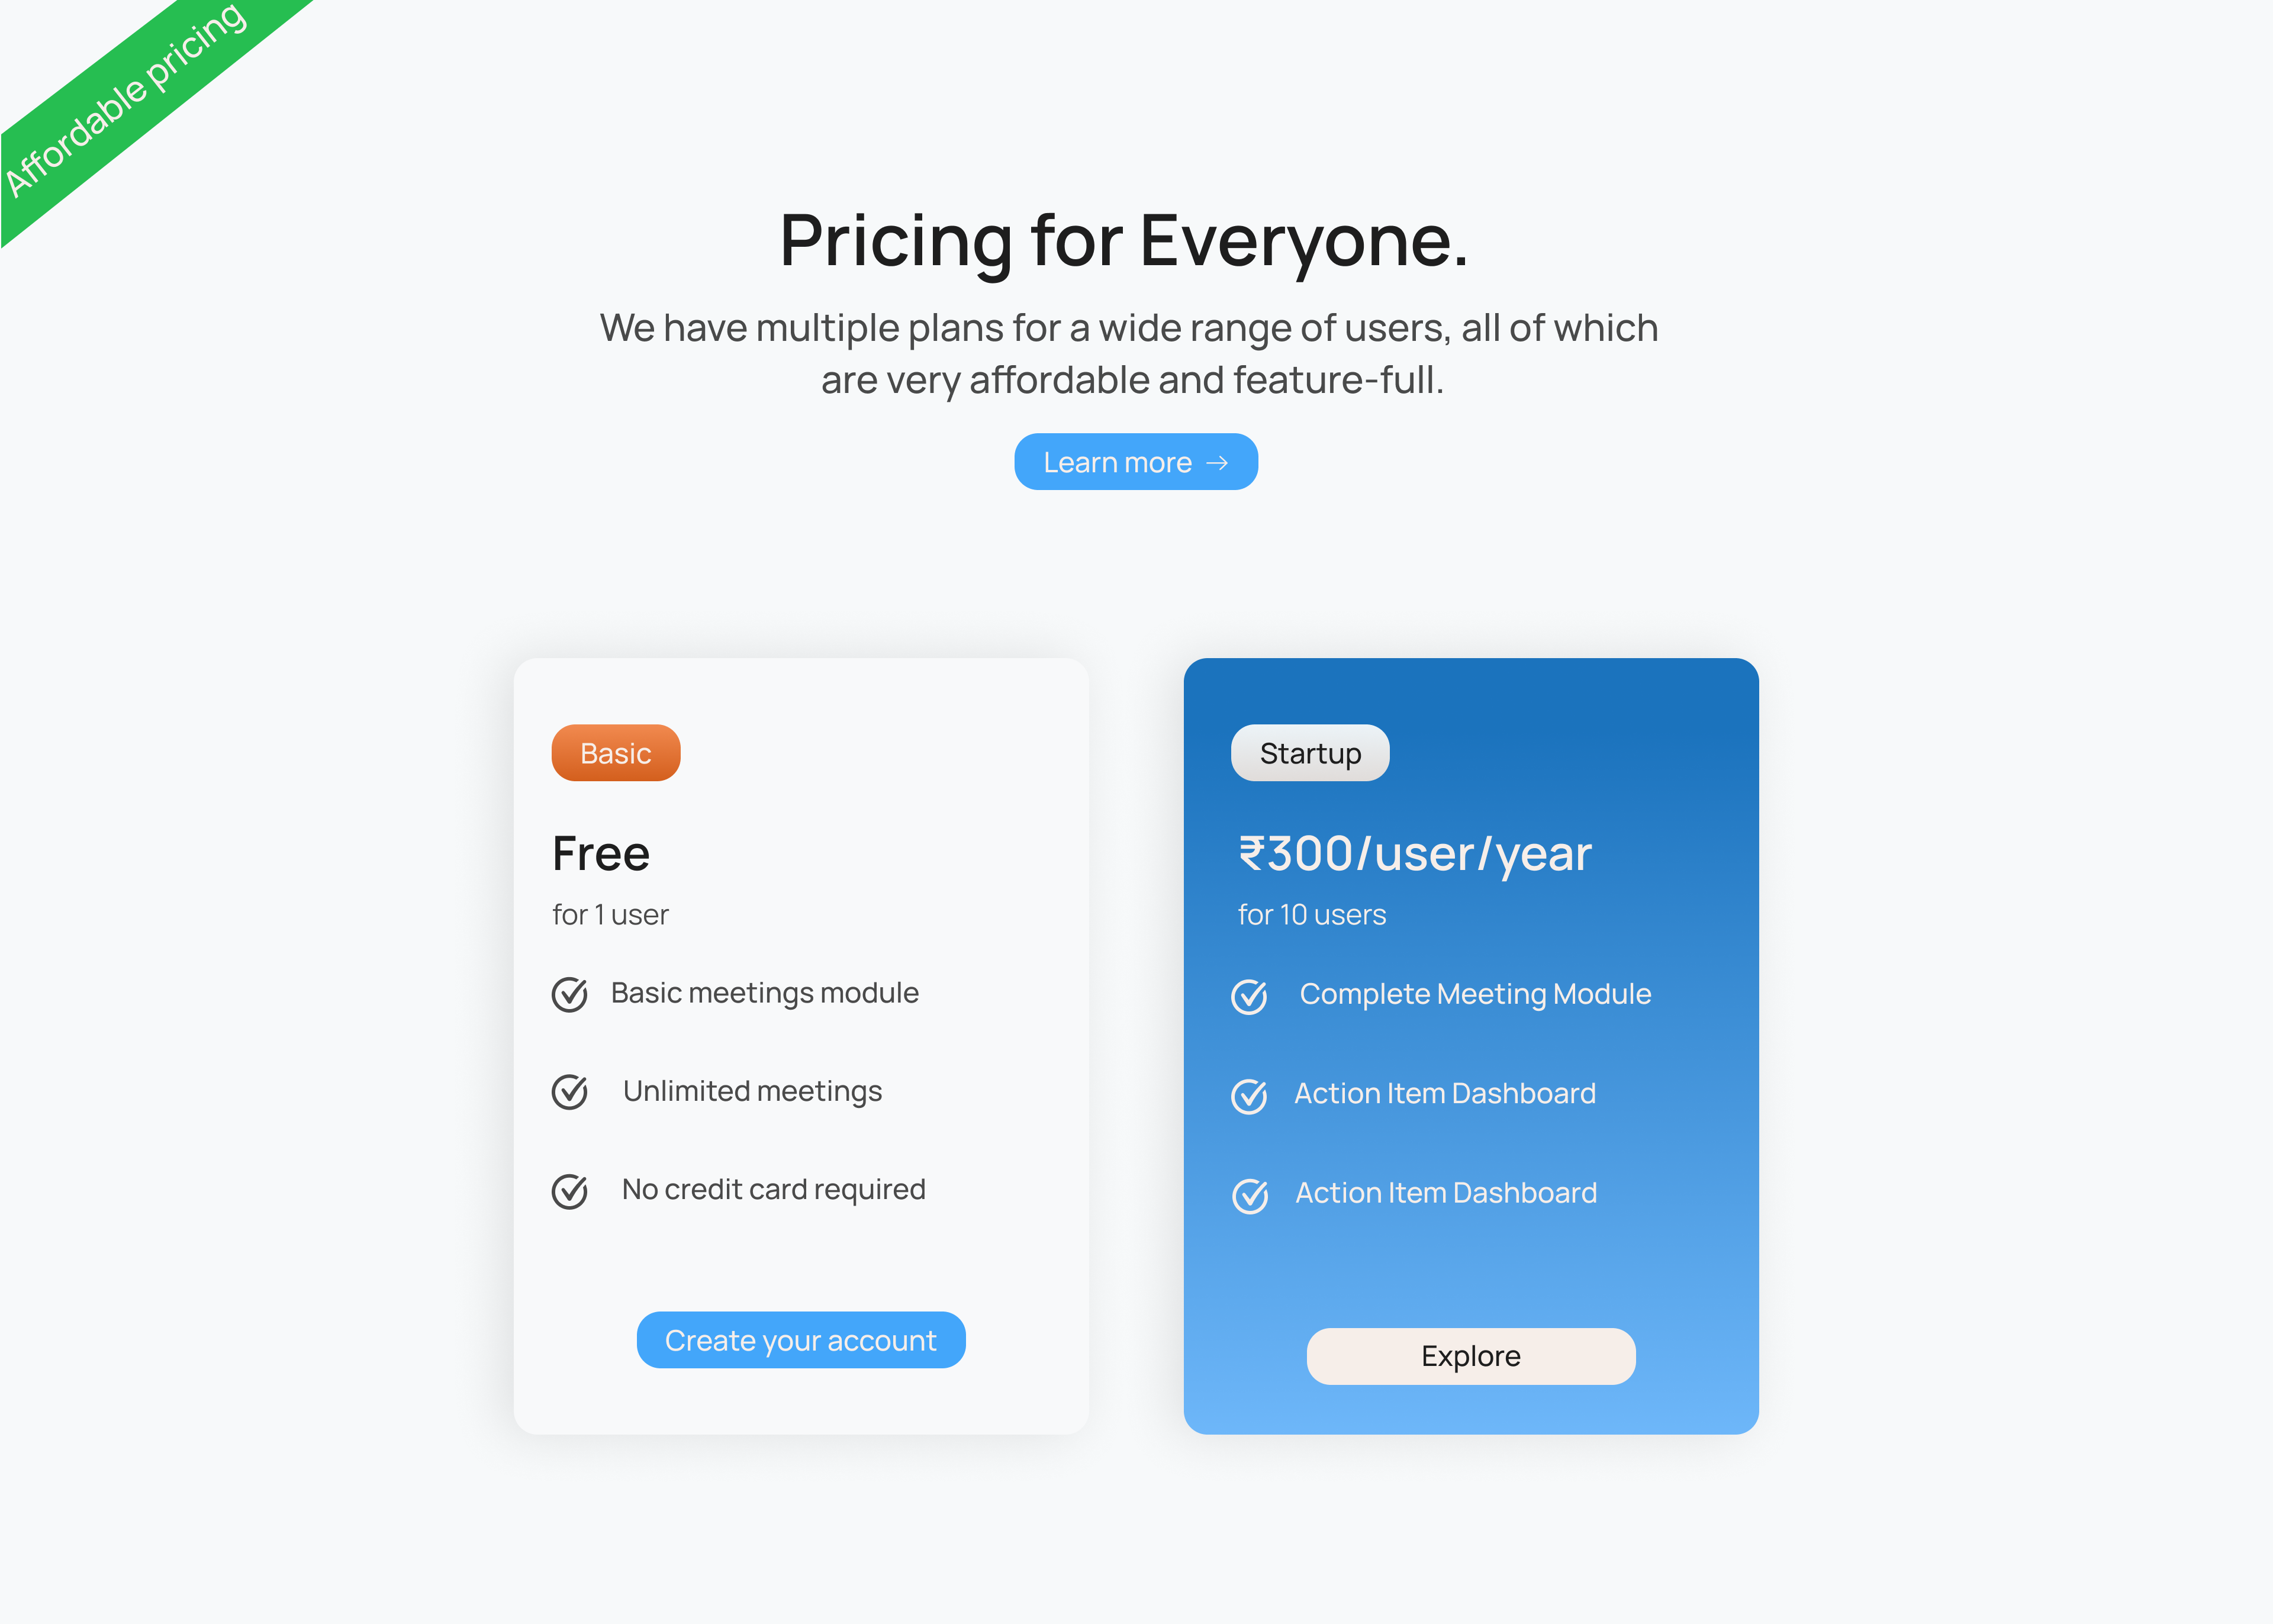 Affordable pricing
Pricing for Everyone.
We have multiple plans for a wide range of users, all of which
are very affordable and feature-full.
Learn more →
Basic
Free
for 1 user
Basic meetings module
Unlimited meetings
No credit card required
Create your account
Startup
₹300/user/year
for 10 users
Complete Meeting Module
Action Item Dashboard
Action Item Dashboard
Explore